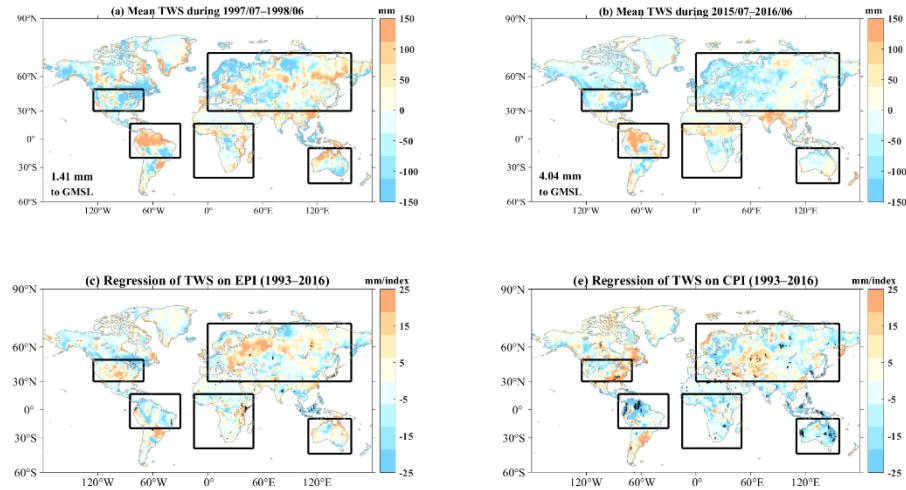 (a) Mean TWS during 1997/07–1998/06
mm
150
100
50
0
-50
-100
-150
60°N
30°N
0°
30°S
60°S
1.41 mm
to GMSL
120°W
60°W
0°
60°E
120°E
(b) Mean TWS during 2015/07–2016/06
mm
150
100
50
0
-50
-100
-150
60°N
30°N
0°
30°S
60°S
4.04 mm
to GMSL
120°W
60°W
0°
60°E
120°E
(c) Regression of TWS on EPI (1993–2016)
mm/index
25
15
5
-5
-15
-25
90°N
60°N
30°N
0°
30°S
60°S
120°W
60°W
0°
60°E
120°E
(e) Regression of TWS on CPI (1993–2016)
mm/index
25
15
5
-5
-15
-25
90°N
60°N
30°N
0°
30°S
60°S
120°W
60°W
0°
60°E
120°E